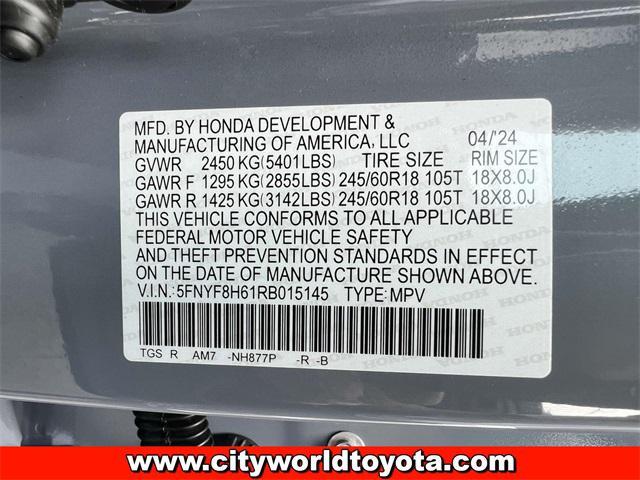 MFD. BY HONDA DEVELOPMENT &
MANUFACTURING OF AMERICA, LLC 04/'24
GVWR 2450 KG(5401LBS) TIRE SIZE RIM SIZE
GAWR F 1295 KG(2855LBS) 245/60R18 105T 18X8.0J
GAWR R 1425 KG(3142LBS) 245/60R18 105T 18X8.0J
THIS VEHICLE CONFORMS TO ALL APPLICABLE
FEDERAL MOTOR VEHICLE SAFETY
AND THEFT PREVENTION STANDARDS IN EFFECT
ON THE DATE OF MANUFACTURE SHOWN ABOVE.
V.I.N.:5FNYF8H61RB015145 TYPE:MPV
TGS R AM7 -NH877P -R -B
www.cityworldtoyota.com